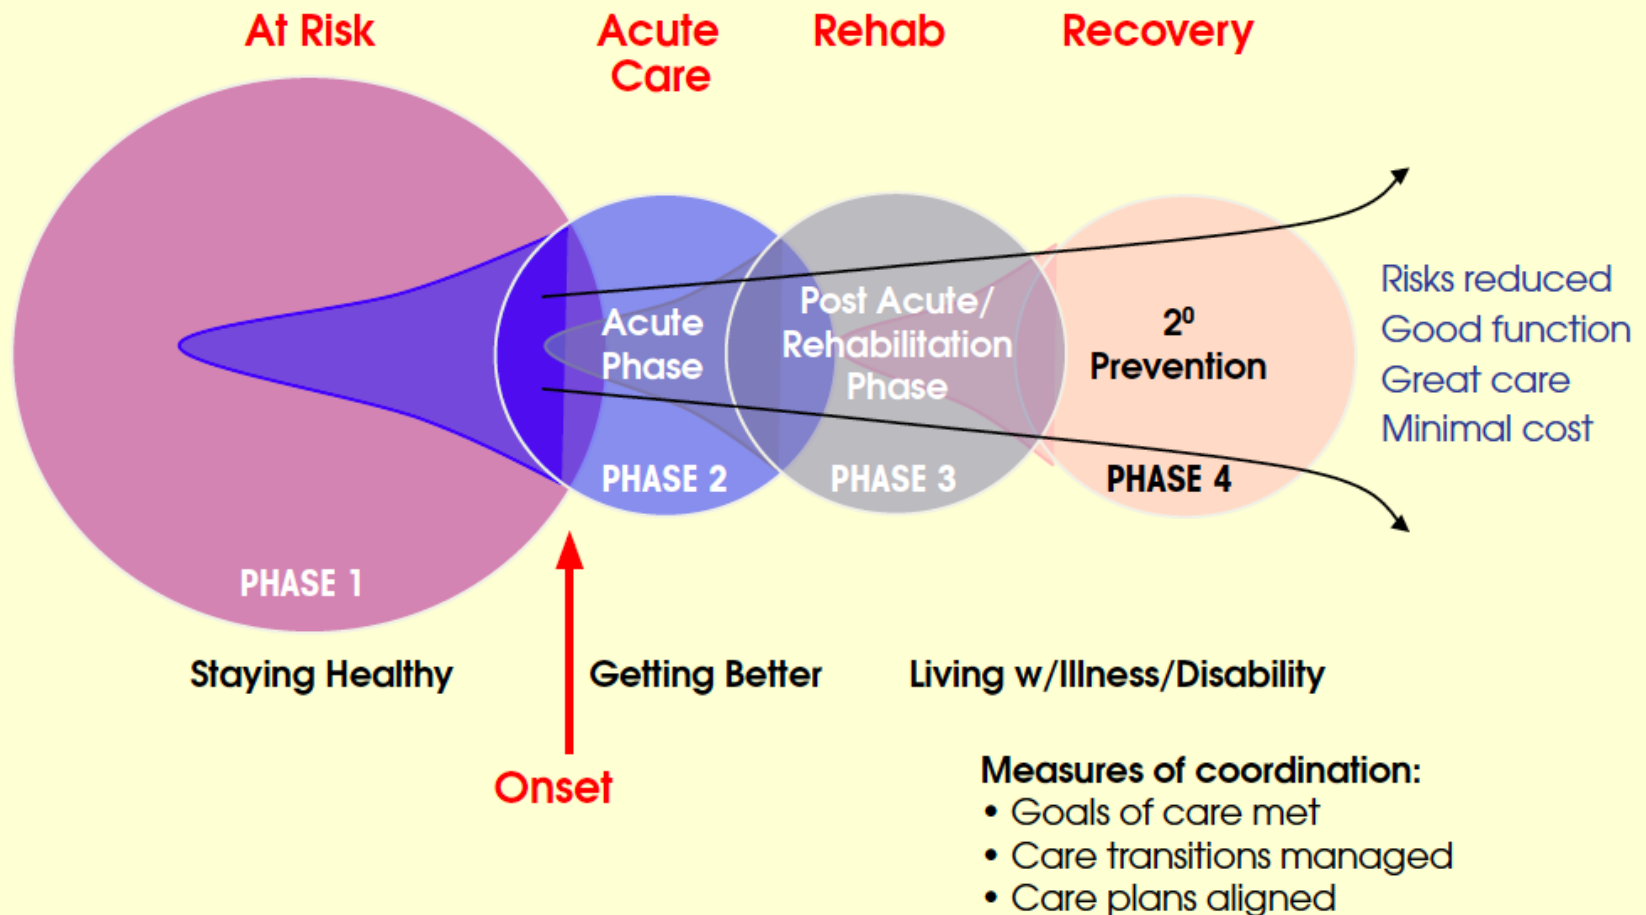 At Risk
Acute
Care
Rehab
Recovery
Acute
Phase
Post Acute/
Rehabilitation
Phase
2⁰
Prevention
Risks reduced
Good function
Great care
Minimal cost
PHASE 1
PHASE 2
PHASE 3
PHASE 4
Staying Healthy
Getting Better
Living w/Illness/Disability
Onset
Measures of coordination:
• Goals of care met
• Care transitions managed
• Care plans aligned